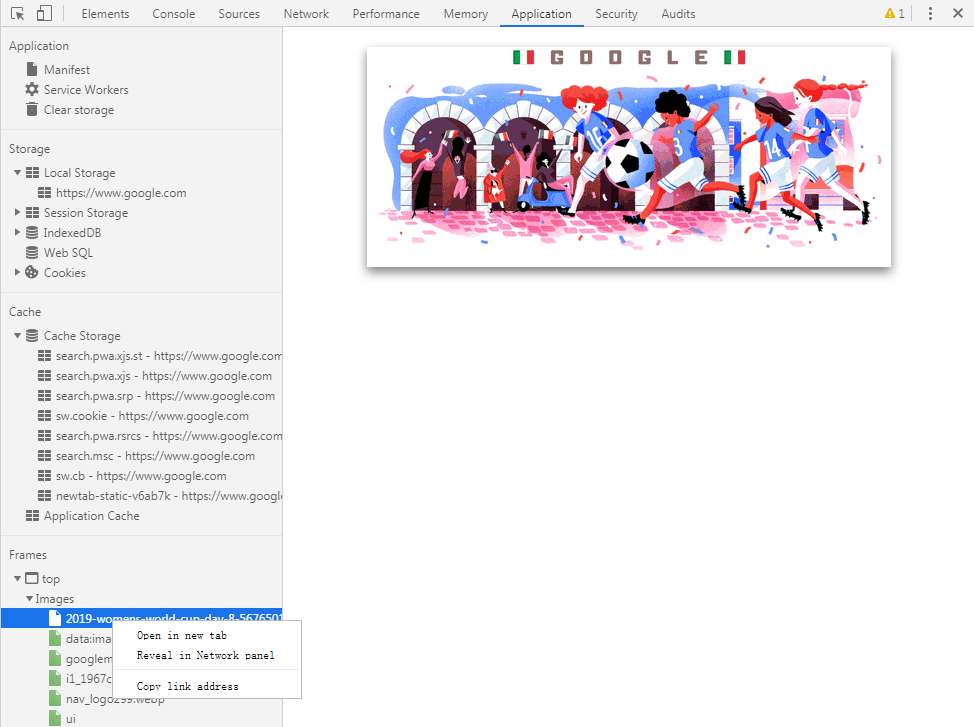 Elements Console Sources Network Performance Memory Application Security Audits 1
Application
Manifest
Service Workers
Clear storage
Storage
Local Storage
https://www.google.com
Session Storage
IndexedDB
Web SQL
Cookies
Cache
Cache Storage
search.pwa.xjs.st - https://www.google.com
search.pwa.xjs - https://www.google.com
search.pwa.srp - https://www.google.com
sw.cookie - https://www.google.com
search.pwa.rsrcs - https://www.google.com
search.msc - https://www.google.com
sw.cb - https://www.google.com
newtab-static-v6ab7k - https://www.googl
Application Cache
Frames
top
Images
2019-womens-world-cup-day-8-5676501
data:ima
googlem
i1_1967c
nav_logo299.webp
ui
Open in new tab
Reveal in Network panel
Copy link address
GOOGLE
16
3
14